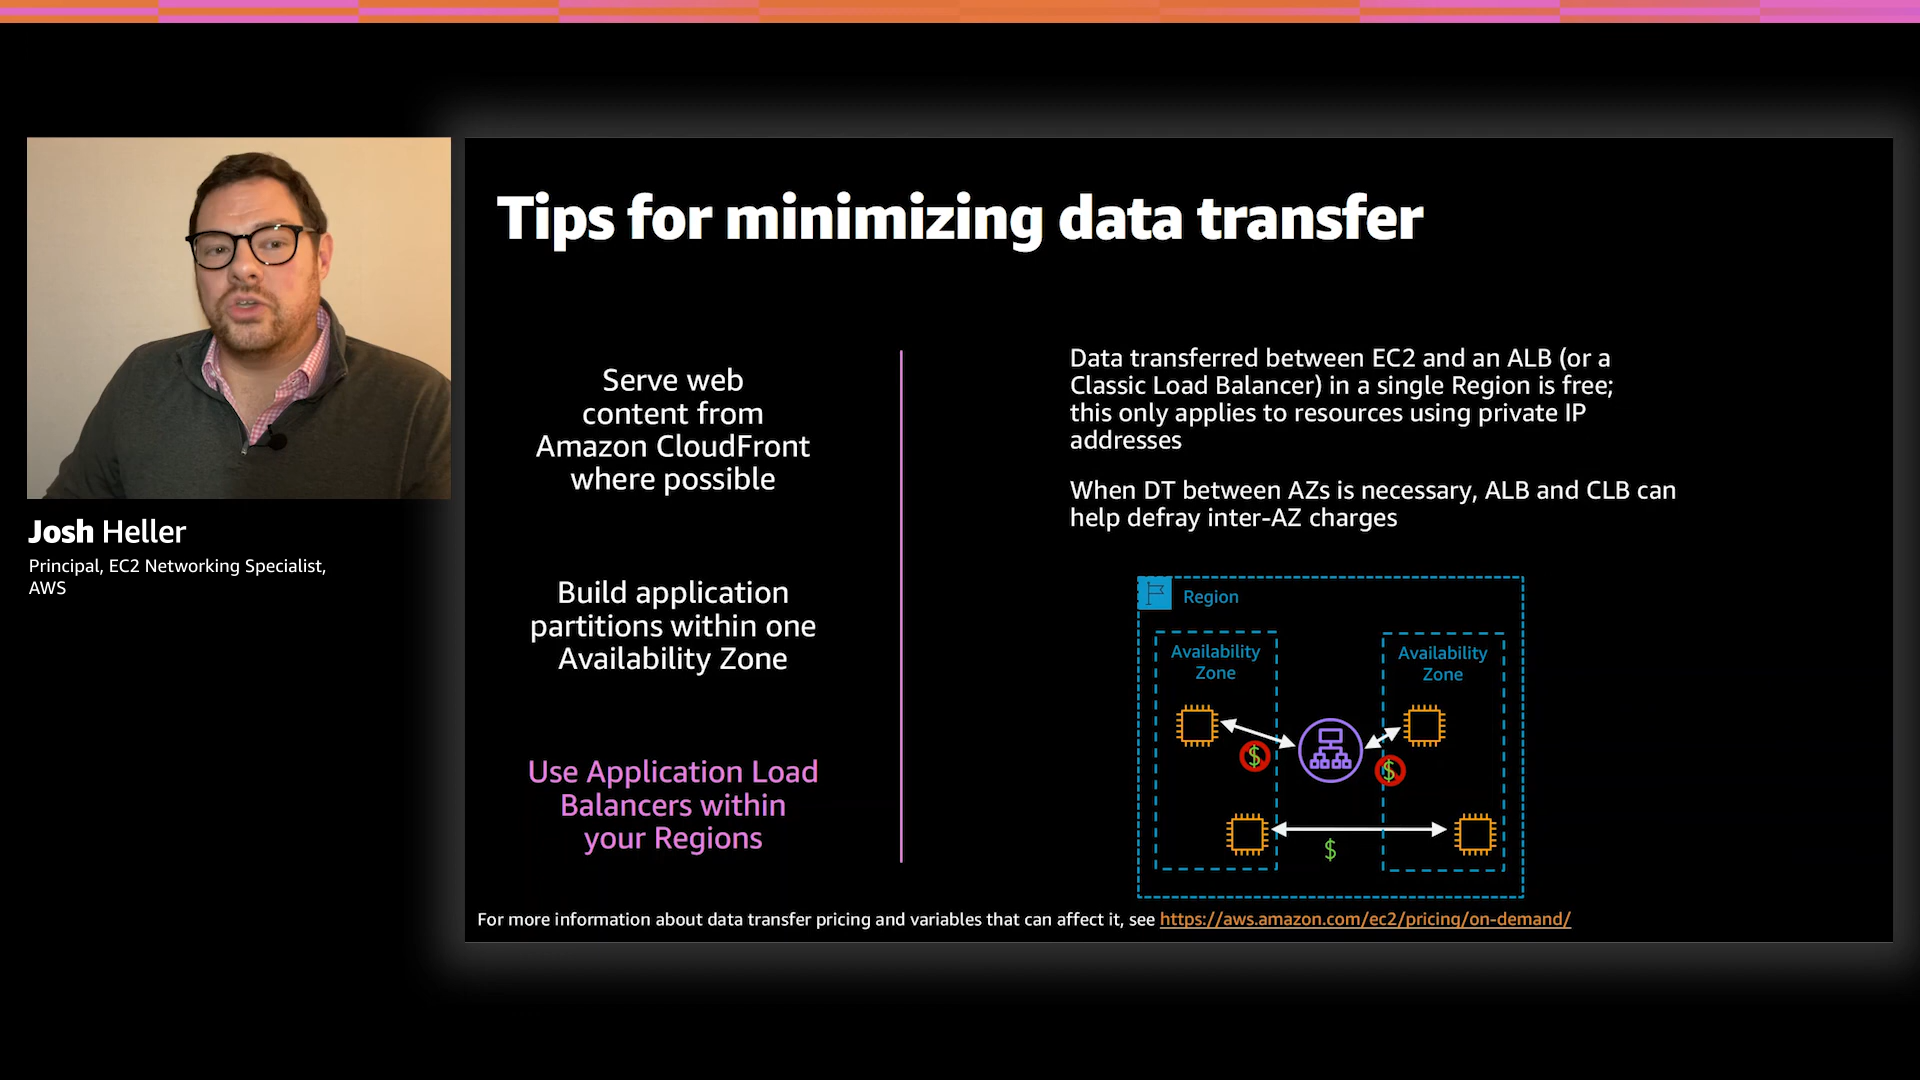 Tips for minimizing data transfer
Serve web
content from
Amazon CloudFront
where possible
Build application
partitions within one
Availability Zone
Use Application Load
Balancers within
your Regions
Data transferred between EC2 and an ALB (or a
Classic Load Balancer) in a single Region is free;
this only applies to resources using private IP
addresses
When DT between AZs is necessary, ALB and CLB can
help defray inter-AZ charges
Region
Availability
Zone
Availability
Zone
$
$
$
For more information about data transfer pricing and variables that can affect it, see https://aws.amazon.com/ec2/pricing/on-demand/
Josh Heller
Principal, EC2 Networking Specialist,
AWS